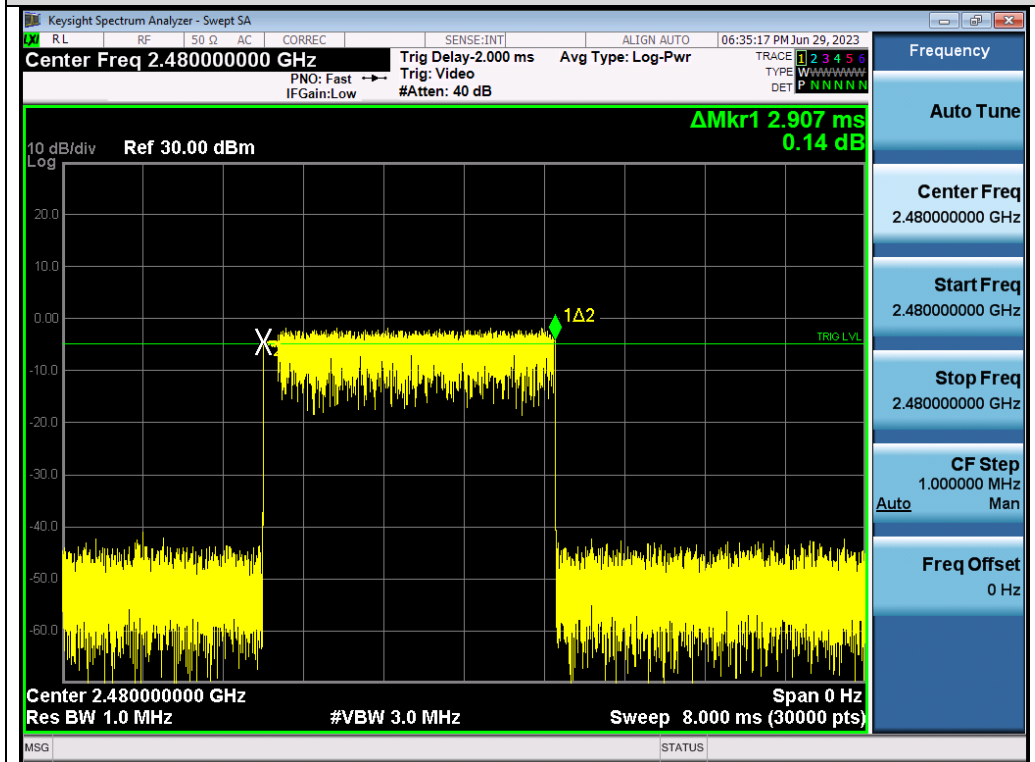 Keysight Spectrum Analyzer - Swept SA
LXI RL RF 50 Ω AC CORREC SENSE:INT ALIGN AUTO 06:35:17 PM Jun 29, 2023
Center Freq 2.480000000 GHz
PNO: Fast
IFGain:Low
Trig Delay-2.000 ms
Trig: Video
#Atten: 40 dB
Avg Type: Log-Pwr
TRACE 1 2 3 4 5 6
TYPE WWWWWW
DET P N N N N N
ΔMkr1 2.907 ms
0.14 dB
10 dB/div Ref 30.00 dBm
Log
20.0
10.0
0.00
-10.0
-20.0
-30.0
-40.0
-50.0
-60.0
1Δ2
TRIG LVL
Center 2.480000000 GHz Span 0 Hz
Res BW 1.0 MHz #VBW 3.0 MHz Sweep 8.000 ms (30000 pts)
MSG STATUS
Frequency
Auto Tune
Center Freq
2.480000000 GHz
Start Freq
2.480000000 GHz
Stop Freq
2.480000000 GHz
CF Step
1.000000 MHz
Auto Man
Freq Offset
0 Hz